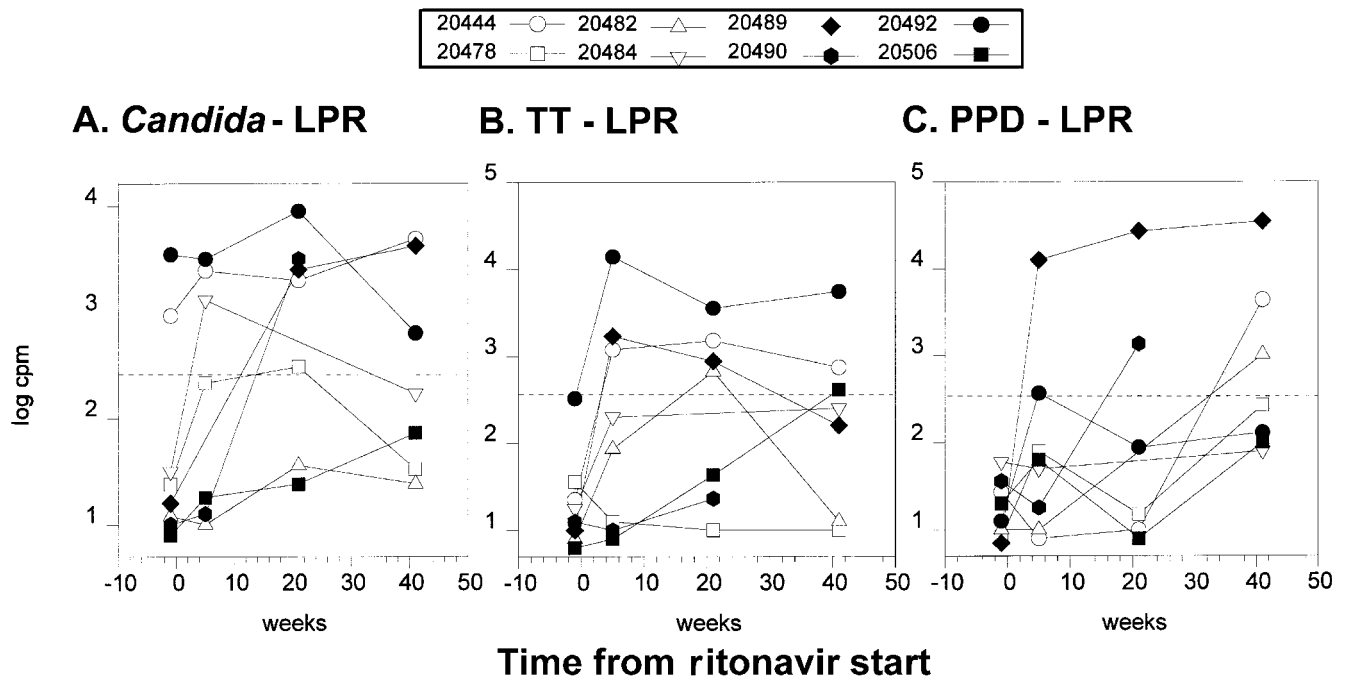 20444 20482 20489 20492
20478 20484 20490 20506
A. Candida - LPR B. TT - LPR C. PPD - LPR
log cpm
4
3
2
1
5
4
3
2
1
5
4
3
2
1
-10 0 10 20 30 40 50
-10 0 10 20 30 40 50
-10 0 10 20 30 40 50
weeks weeks weeks
Time from ritonavir start